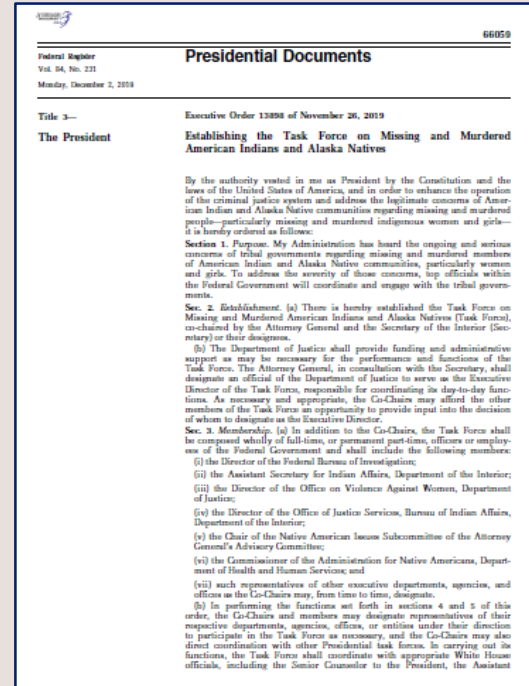 66059
Federal Register
Vol. 84, No. 231
Monday, December 2, 2019
Presidential Documents
Title 3—
The President
Executive Order 13898 of November 26, 2019
Establishing the Task Force on Missing and Murdered
American Indians and Alaska Natives
By the authority vested in me as President by the Constitution and the
laws of the United States of America, and in order to enhance the operation
of the criminal justice system and address the legitimate concerns of Amer-
ican Indian and Alaska Native communities regarding missing and murdered
people—particularly missing and murdered indigenous women and girls—
it is hereby ordered as follows:
Section 1. Purpose. My Administration has heard the ongoing and serious
concerns of tribal governments regarding missing and murdered members
of American Indian and Alaska Native communities, particularly women
and girls. To address the severity of those concerns, top officials within
the Federal Government will coordinate and engage with the tribal govern-
ments.
Sec. 2. Establishment. (a) There is hereby established the Task Force on
Missing and Murdered American Indians and Alaska Natives (Task Force),
co-chaired by the Attorney General and the Secretary of the Interior (Sec-
retary) or their designees.
(b) The Department of Justice shall provide funding and administrative
support as may be necessary for the performance and functions of the
Task Force. The Attorney General, in consultation with the Secretary, shall
designate an official of the Department of Justice to serve as the Executive
Director of the Task Force, responsible for coordinating its day-to-day func-
tions. As necessary and appropriate, the Co-Chairs may afford the other
members of the Task Force an opportunity to provide input into the decision
of whom to designate as the Executive Director.
Sec. 3. Membership. (a) In addition to the Co-Chairs, the Task Force shall
be composed wholly of full-time, or permanent part-time, officers or employ-
ees of the Federal Government and shall include the following members:
(i) the Director of the Federal Bureau of Investigation;
(ii) the Assistant Secretary for Indian Affairs, Department of the Interior;
(iii) the Director of the Office on Violence Against Women, Department
of Justice;
(iv) the Director of the Office of Justice Services, Bureau of Indian Affairs,
Department of the Interior;
(v) the Chair of the Native American Issues Subcommittee of the Attorney
General's Advisory Committee;
(vi) the Commissioner of the Administration for Native Americans, Depart-
ment of Health and Human Services; and
(vii) such representatives of other executive departments, agencies, and
offices as the Co-Chairs may, from time to time, designate.
(b) In performing the functions set forth in sections 4 and 5 of this
order, the Co-Chairs and members may designate representatives of their
respective departments, agencies, offices, or entities under their direction
to participate in the Task Force as necessary, and the Co-Chairs may also
direct coordination with other Presidential task forces. In carrying out its
functions, the Task Force shall coordinate with appropriate White House
officials, including the Senior Counselor to the President, the Assistant